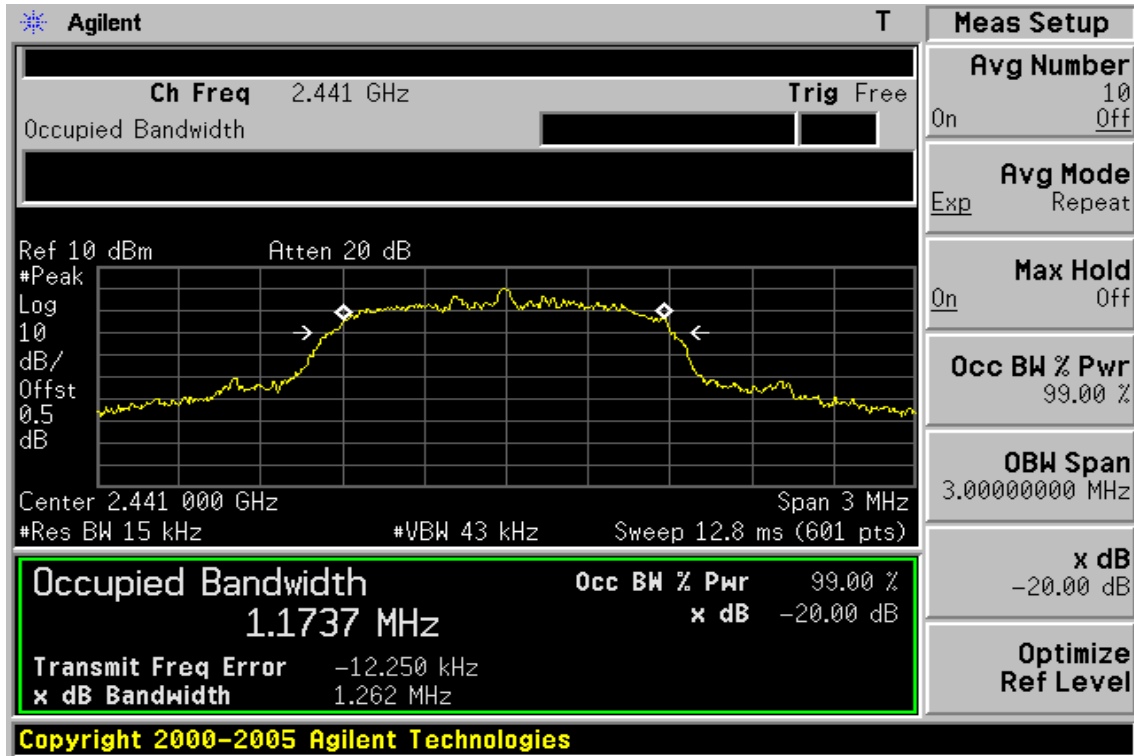 Agilent T
Ch Freq 2.441 GHz Trig Free
Occupied Bandwidth
Ref 10 dBm Atten 20 dB
#Peak
Log
10
dB/
Offst
0.5
dB
Center 2.441 000 GHz Span 3 MHz
#Res BW 15 kHz #VBW 43 kHz Sweep 12.8 ms (601 pts)
Occupied Bandwidth Occ BW % Pwr 99.00 %
1.1737 MHz x dB -20.00 dB
Transmit Freq Error -12.250 kHz
x dB Bandwidth 1.262 MHz
Copyright 2000-2005 Agilent Technologies
Meas Setup
Avg Number
10
On Off
Avg Mode
Exp Repeat
Max Hold
On Off
Occ BW % Pwr
99.00 %
OBW Span
3.00000000 MHz
x dB
-20.00 dB
Optimize
Ref Level